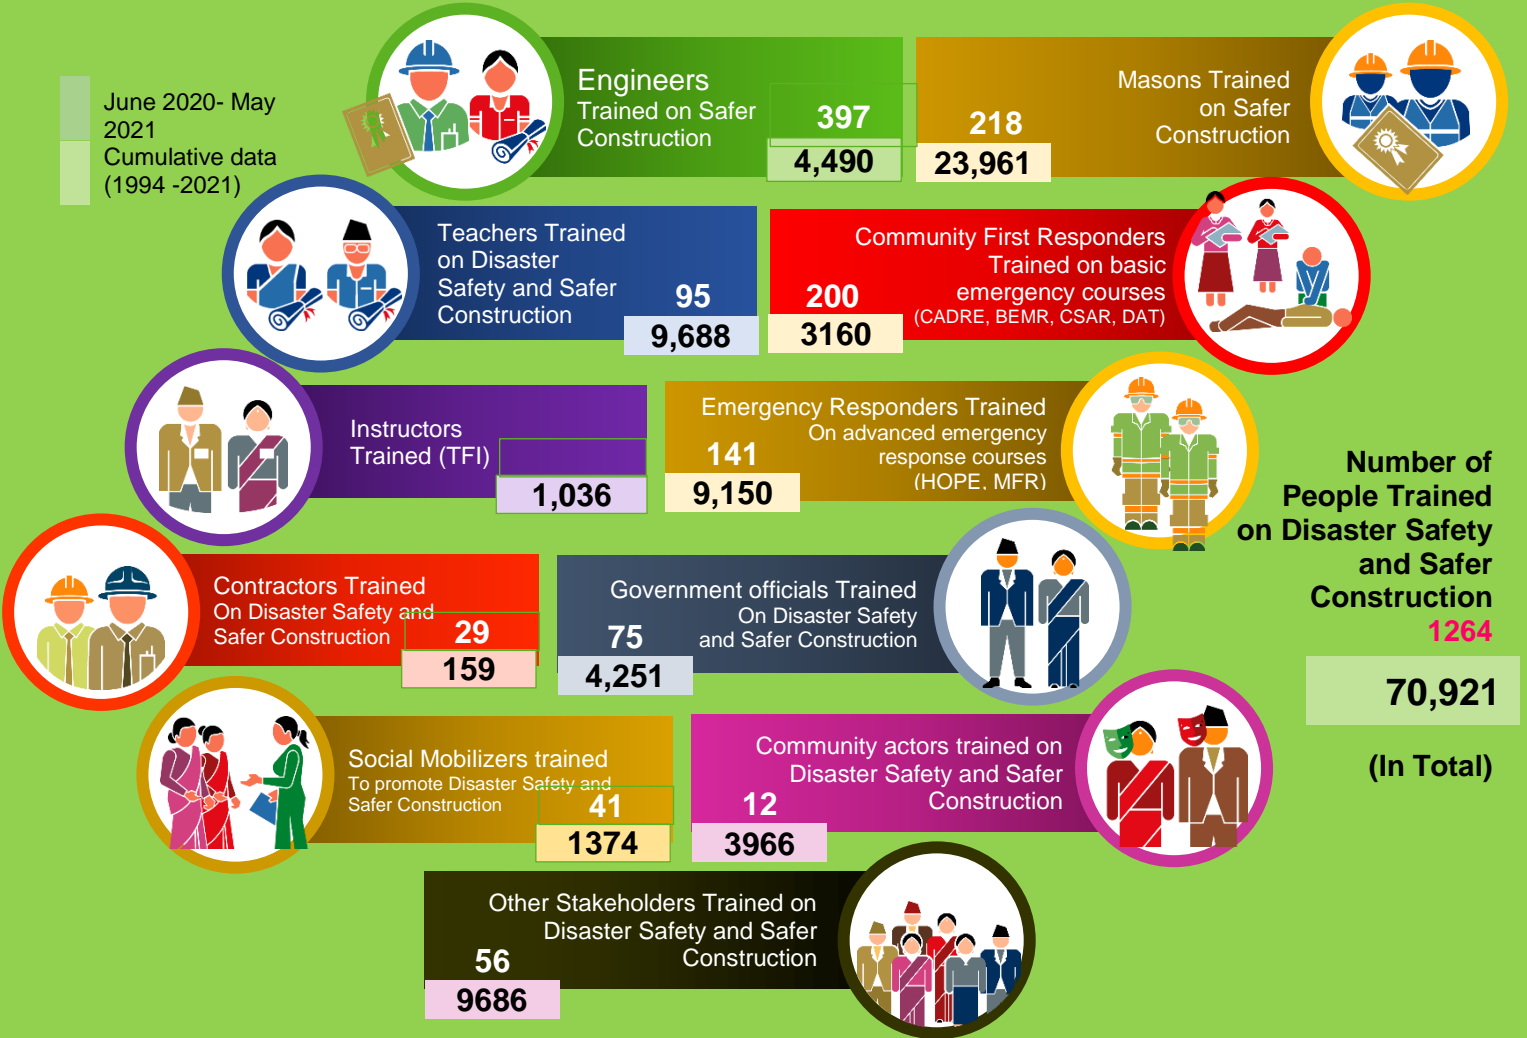 June 2020- May
2021
Cumulative data
(1994 -2021)
Engineers
Trained on Safer
Construction
397
4,490
Masons Trained
on Safer
Construction
218
23,961
Teachers Trained
on Disaster
Safety and Safer
Construction
95
9,688
Community First Responders
Trained on basic
emergency courses
(CADRE, BEMR, CSAR, DAT)
200
3160
Instructors
Trained (TFI)
1,036
Emergency Responders Trained
On advanced emergency
response courses
(HOPE, MFR)
141
9,150
Contractors Trained
On Disaster Safety and
Safer Construction
29
159
Government officials Trained
On Disaster Safety
and Safer Construction
75
4,251
Social Mobilizers trained
To promote Disaster Safety and
Safer Construction
41
1374
Community actors trained on
Disaster Safety and Safer
Construction
12
3966
Other Stakeholders Trained on
Disaster Safety and Safer
Construction
56
9686
Number of
People Trained
on Disaster Safety
and Safer
Construction
1264
70,921
(In Total)